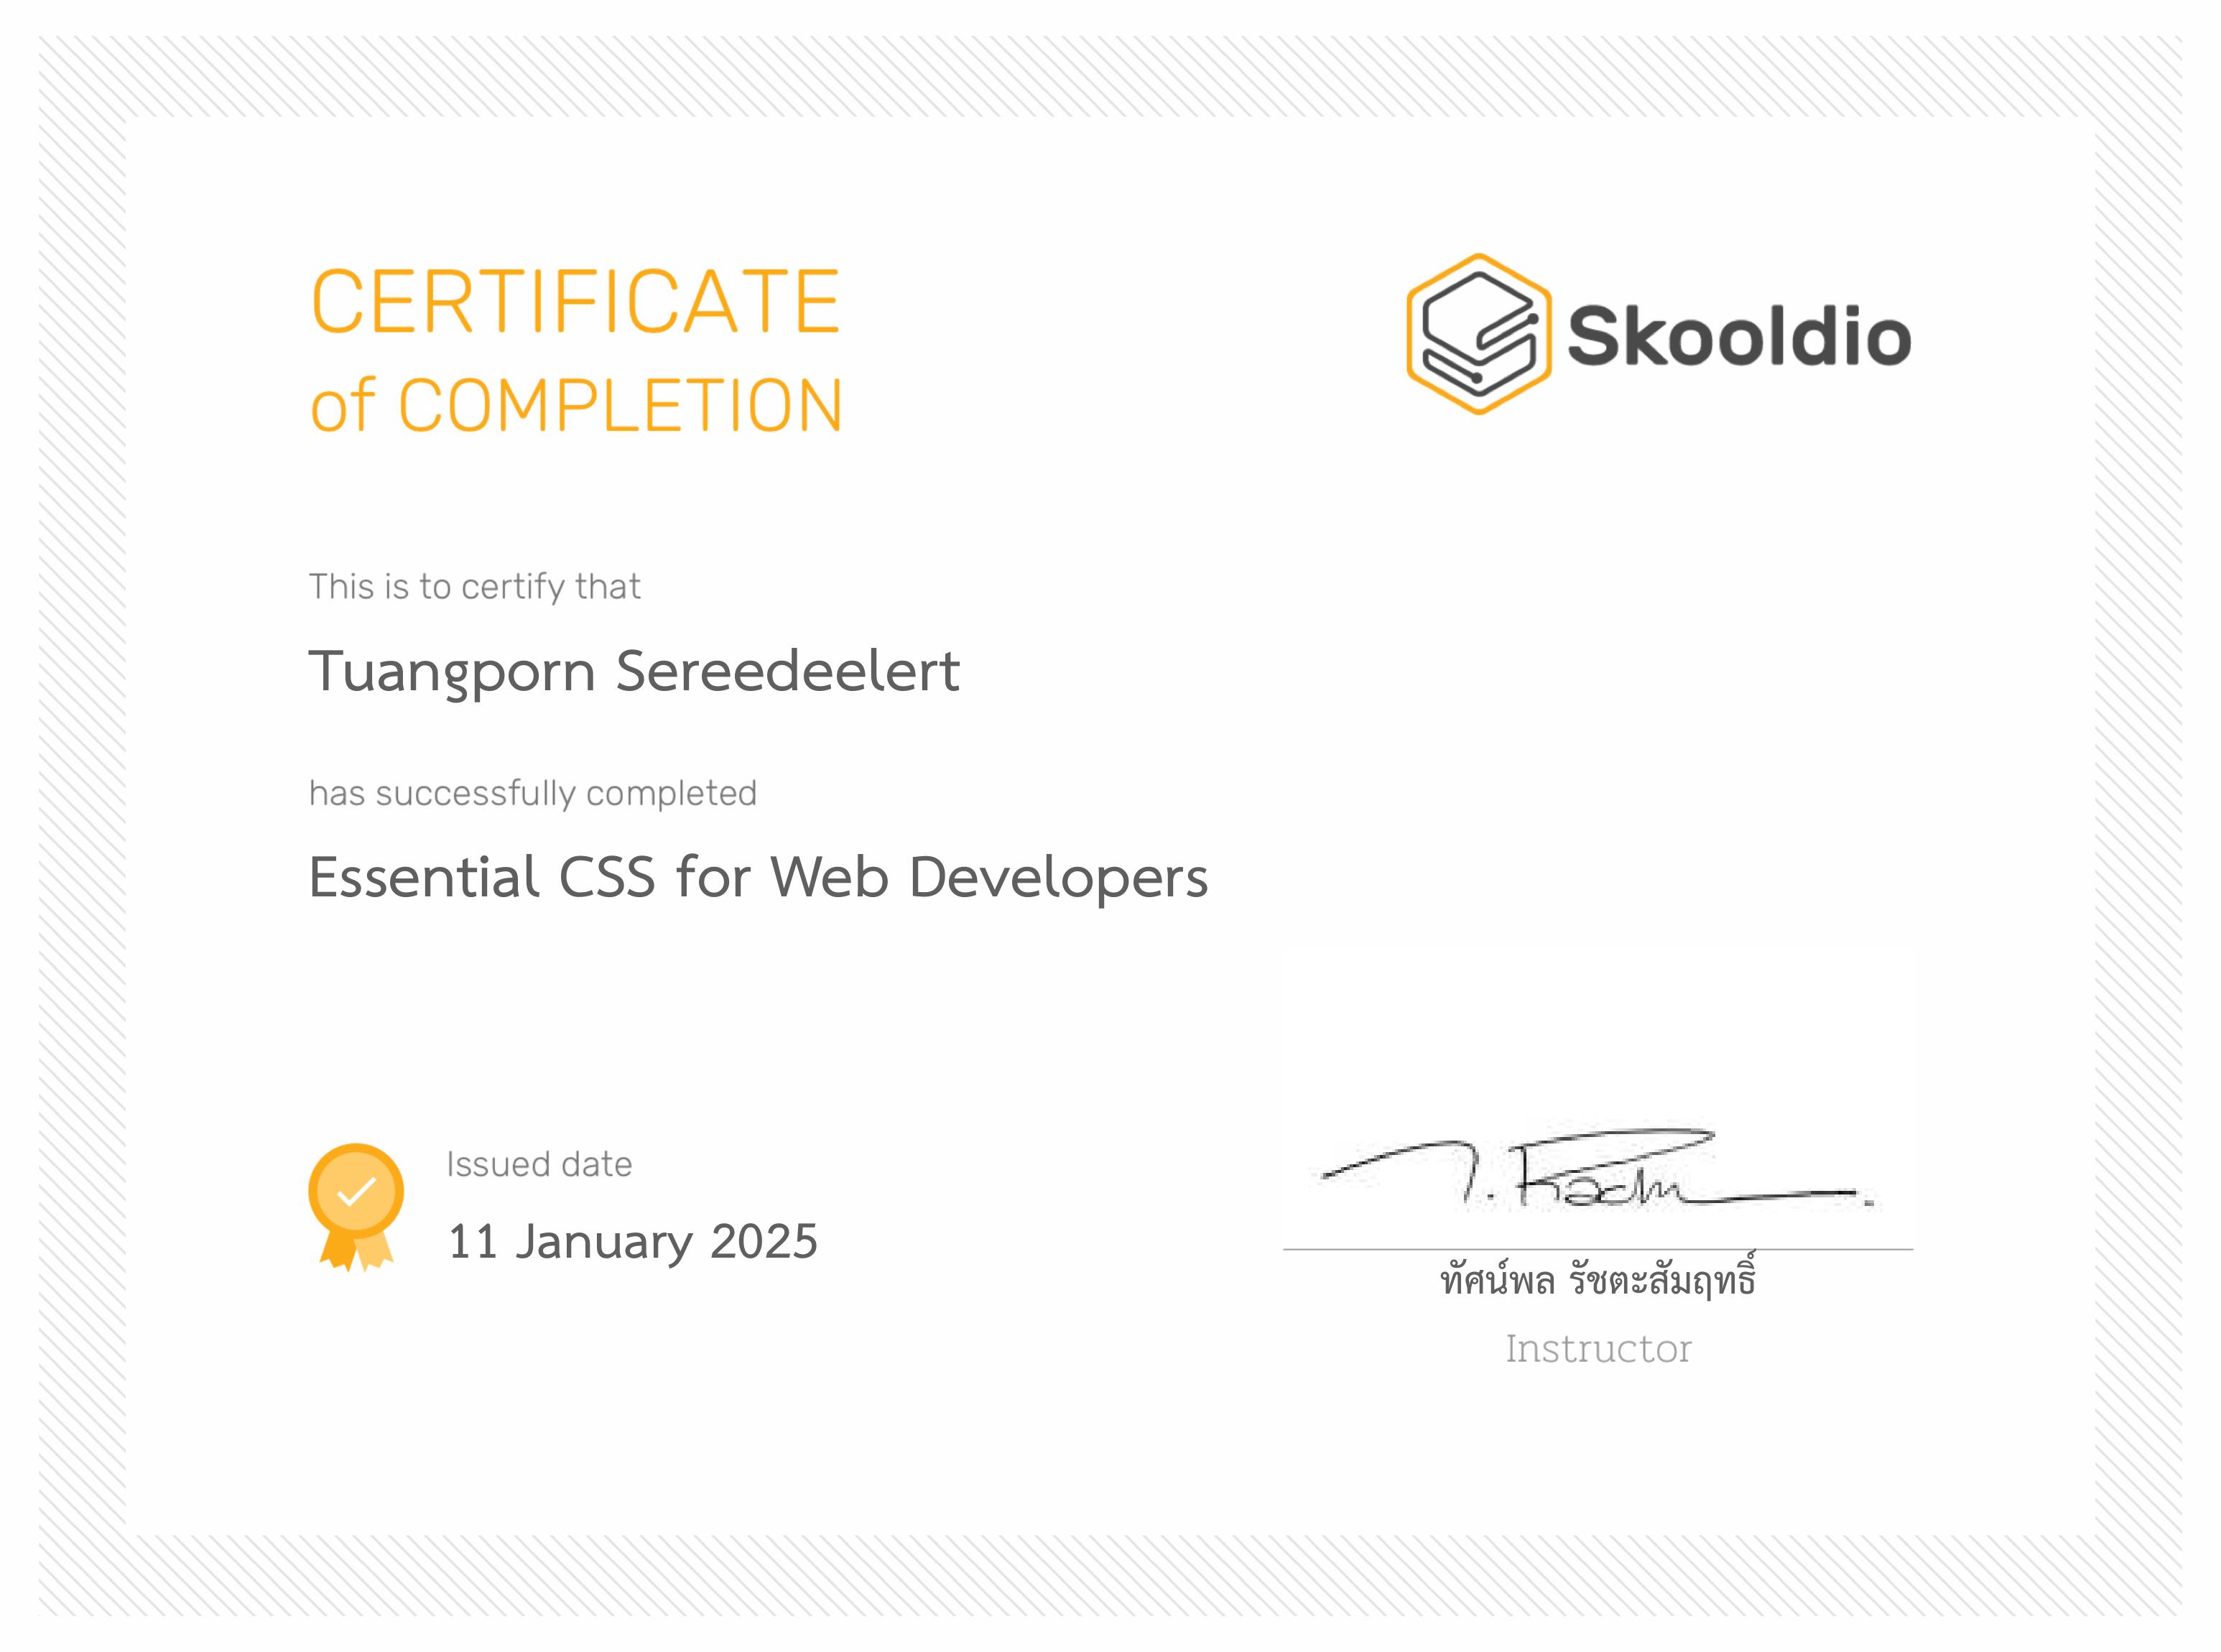 CERTIFICATE
of COMPLETION
Skooldio
This is to certify that
Tuangporn Sereedeelert
has successfully completed
Essential CSS for Web Developers
Issued date
11 January 2025
ทัศน์พล รัชตะสัมฤทธิ์
Instructor